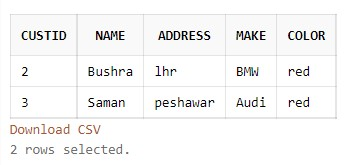 CUSTID NAME ADDRESS MAKE COLOR
2 Bushra lhr BMW red
3 Saman peshawar Audi red
Download CSV
2 rows selected.